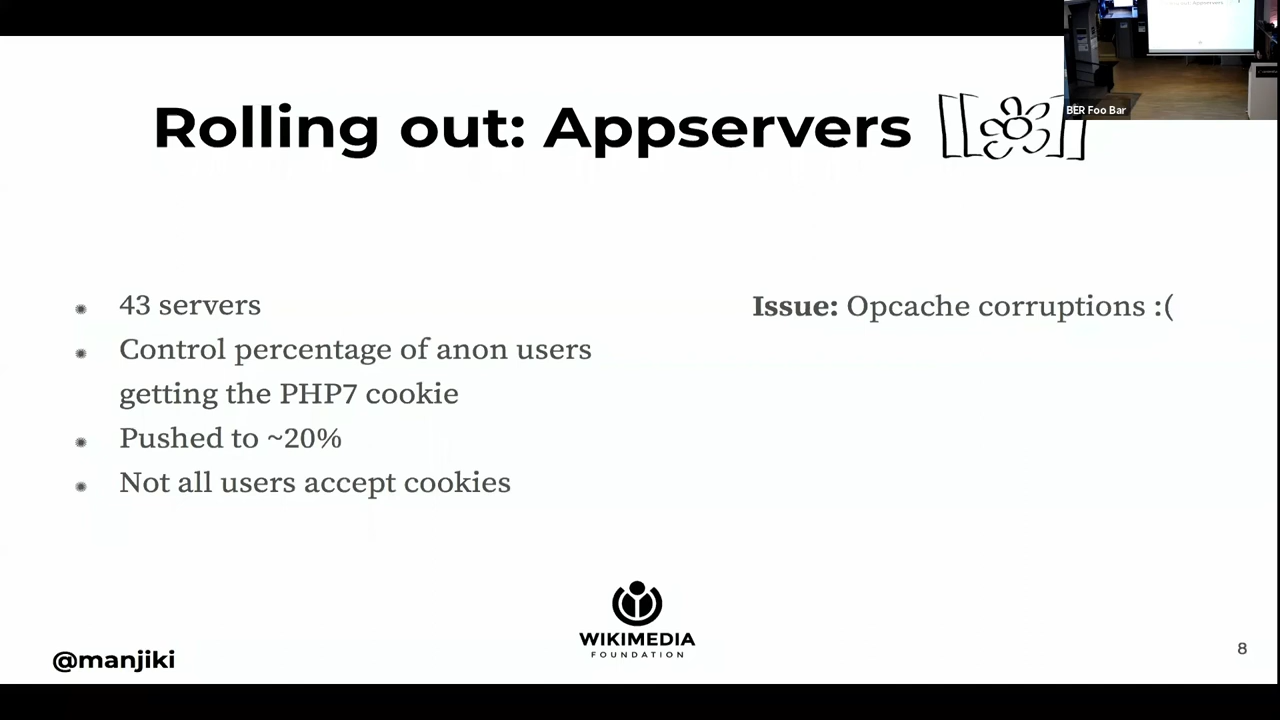 Rolling out: Appservers
BER Foo Bar
43 servers
Control percentage of anon users
getting the PHP7 cookie
Pushed to ~20%
Not all users accept cookies
Issue: Opcache corruptions :(
WIKIMEDIA
FOUNDATION
@manjiki
8